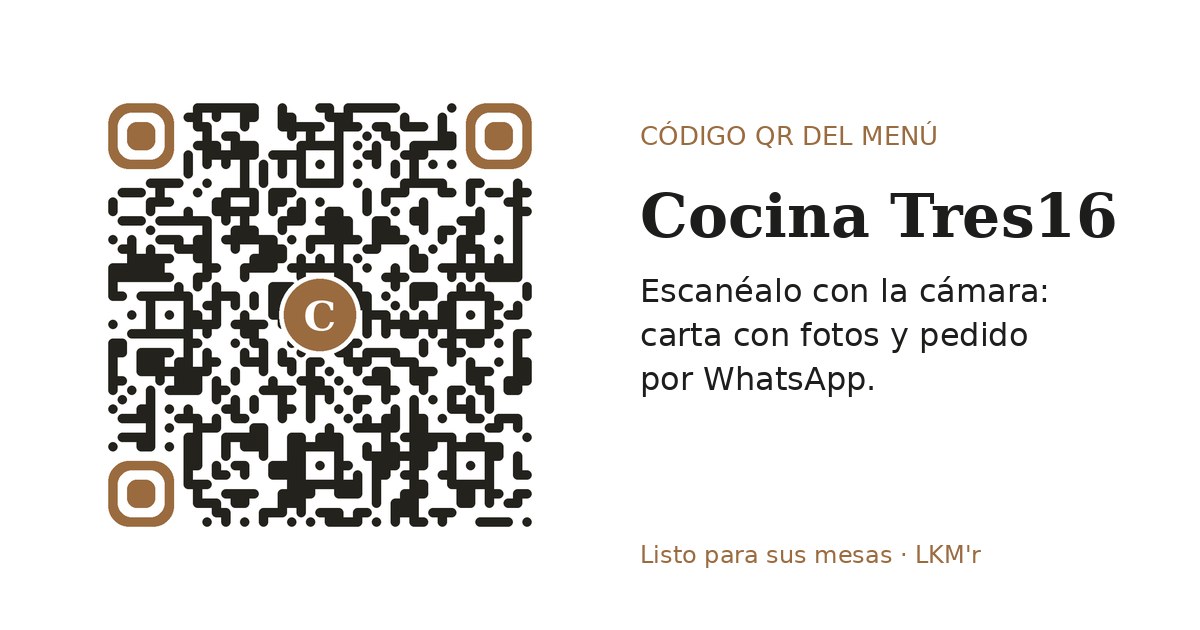 C
CÓDIGO QR DEL MENÚ
Cocina Tres16
Escanéalo con la cámara:
carta con fotos y pedido
por WhatsApp.
Listo para sus mesas · LKM'r